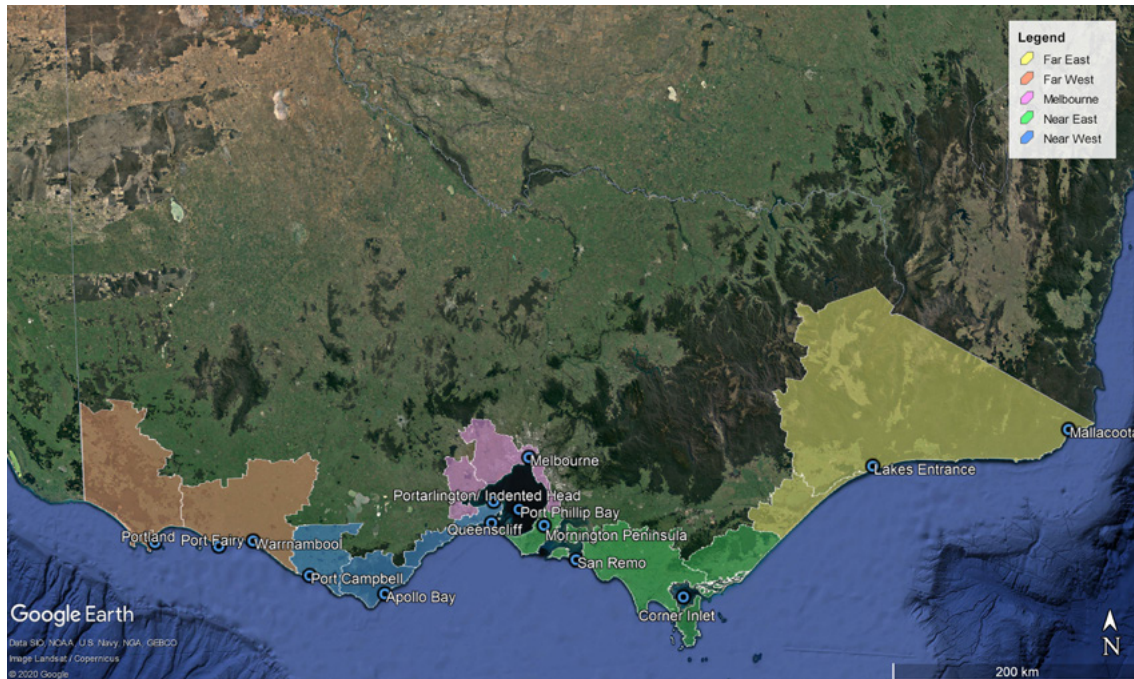 Legend
Far East
Far West
Melbourne
Near East
Near West
Mallacoota
Lakes Entrance
Melbourne
Portarlington/ Indented Head
Port Phillip Bay
Queenscliff
Mornington Peninsula
Portland
Port Fairy
Warrnambool
San Remo
Port Campbell
Apollo Bay
Corner Inlet
Google Earth
Data SIO, NOAA, U.S. Navy, NGA, GEBCO
Image Landsat / Copernicus
© 2020 Google
N
200 km